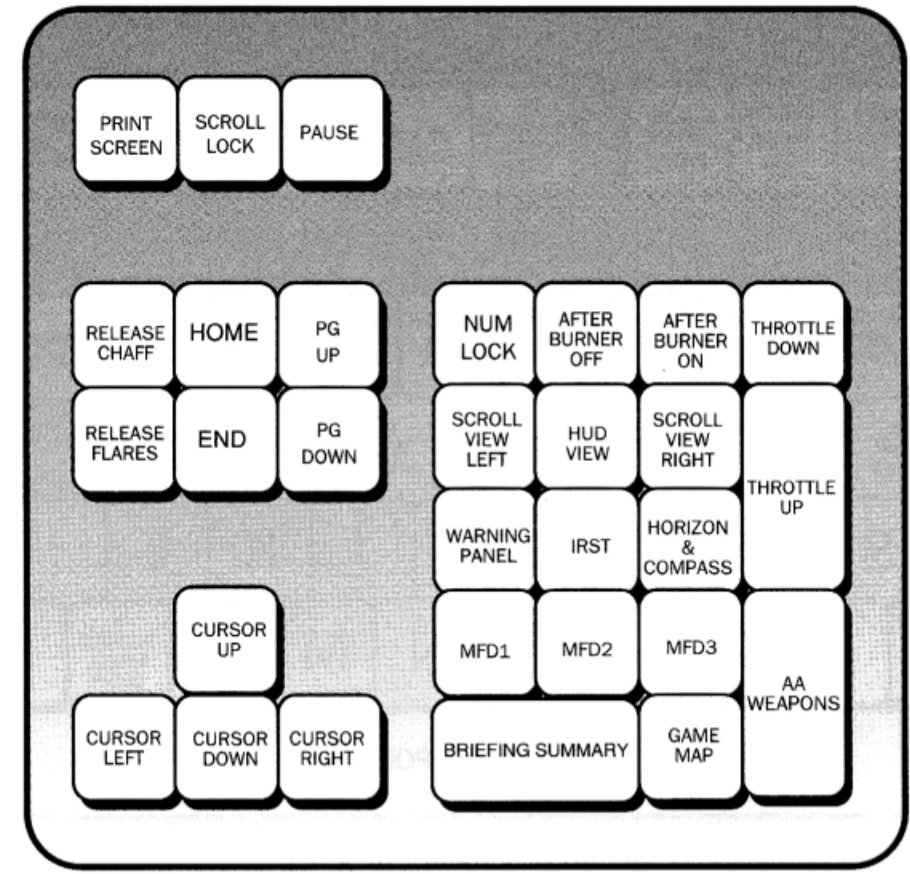 PRINT
SCREEN
SCROLL
LOCK
PAUSE
RELEASE
CHAFF
HOME
PG
UP
NUM
LOCK
AFTER
BURNER
OFF
AFTER
BURNER
ON
THROTTLE
DOWN
RELEASE
FLARES
END
PG
DOWN
SCROLL
VIEW
LEFT
HUD
VIEW
SCROLL
VIEW
RIGHT
THROTTLE
UP
WARNING
PANEL
IRST
HORIZON
&
COMPASS
CURSOR
UP
MFD1
MFD2
MFD3
AA
WEAPONS
CURSOR
LEFT
CURSOR
DOWN
CURSOR
RIGHT
BRIEFING SUMMARY
GAME
MAP